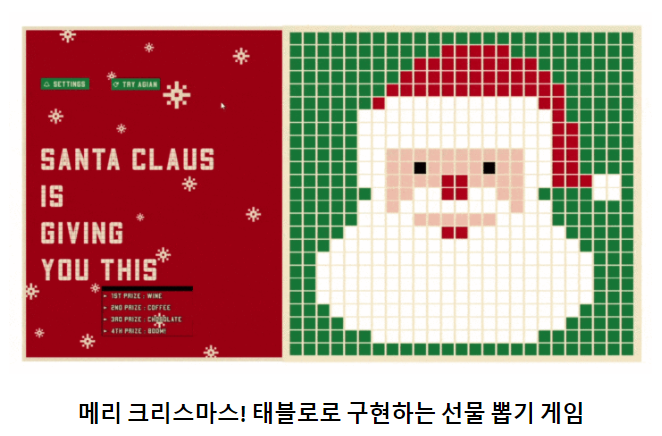 SETTINGS
TRY AGIAN
SANTA CLAUS
IS
GIVING
YOU THIS
1ST PRIZE : WINE
2ND PRIZE : COFFEE
3RD PRIZE : CHOCOLATE
4TH PRIZE : BOOM!
메리 크리스마스! 태블로로 구현하는 선물 뽑기 게임